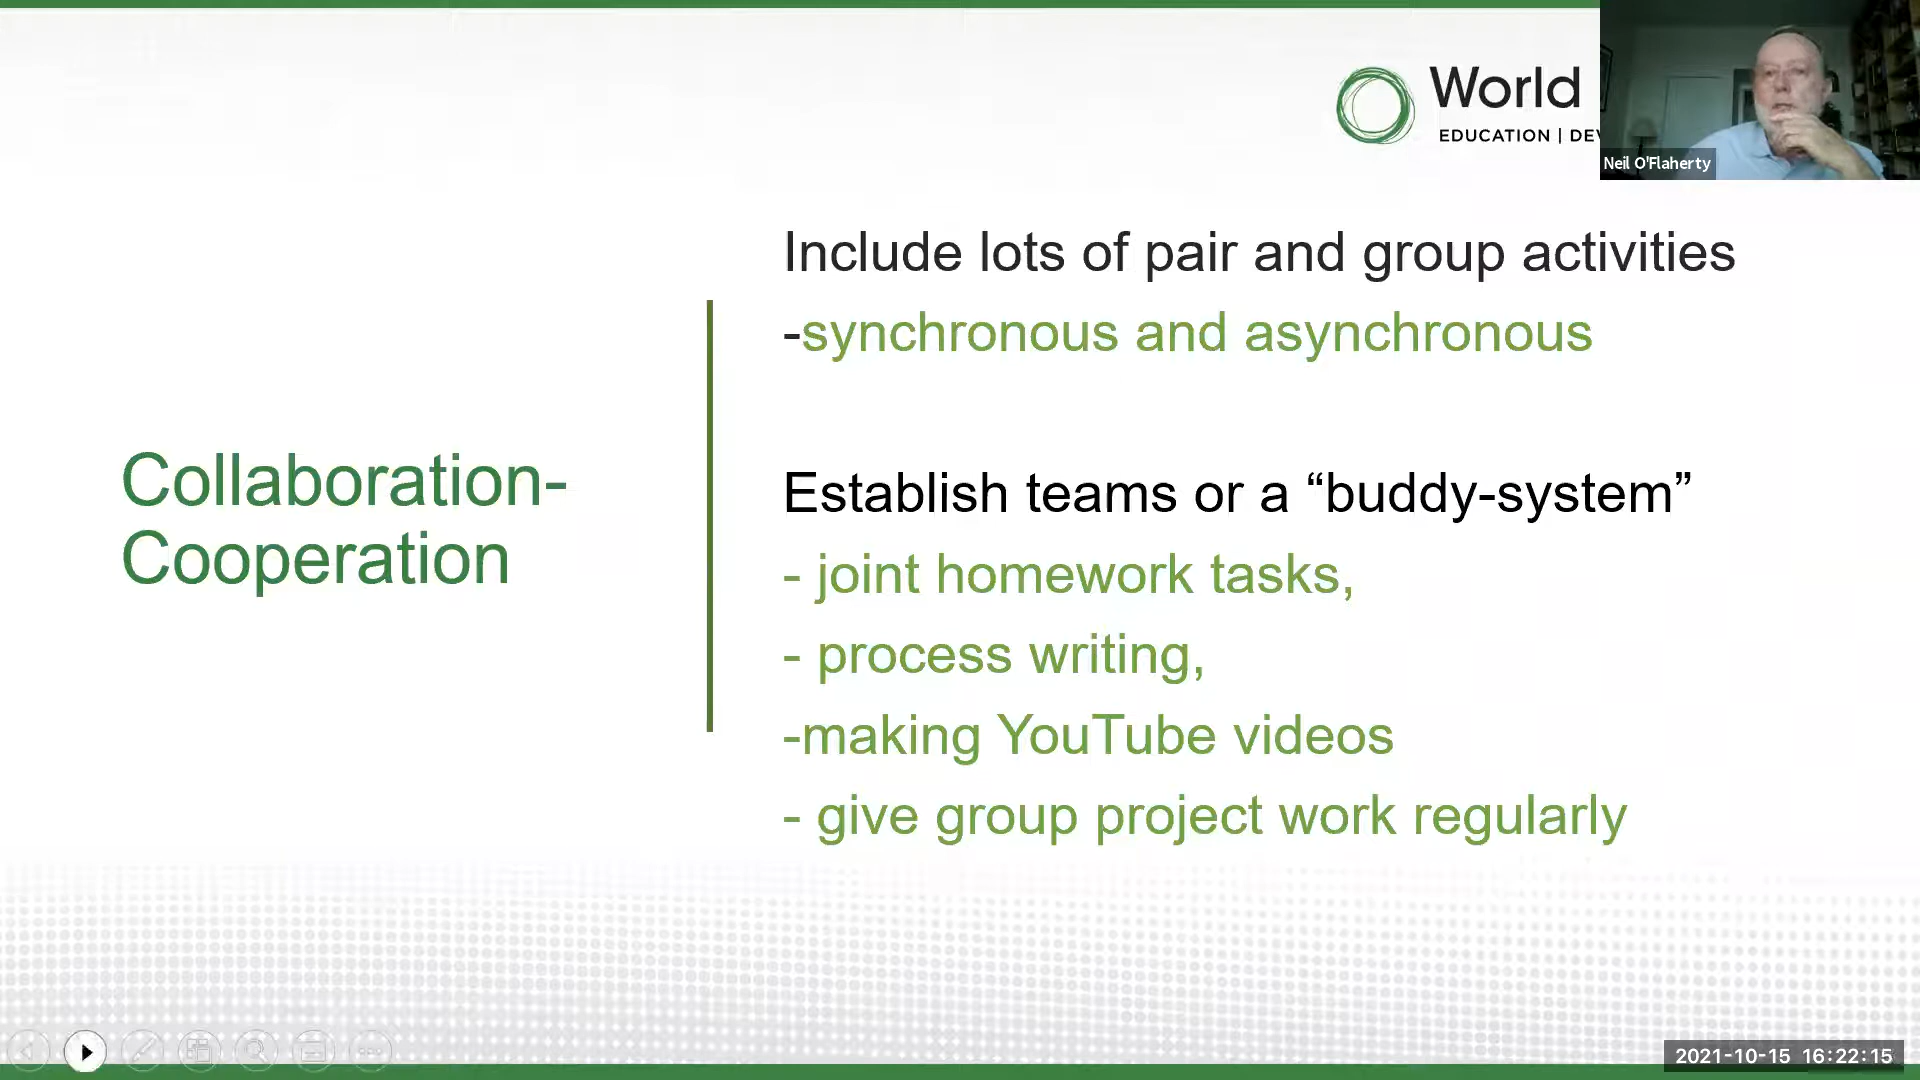 World
EDUCATION | DEV
Neil O'Flaherty
Include lots of pair and group activities
-synchronous and asynchronous
Collaboration-
Cooperation
Establish teams or a “buddy-system”
- joint homework tasks,
- process writing,
-making YouTube videos
- give group project work regularly
2021-10-15 16:22:15